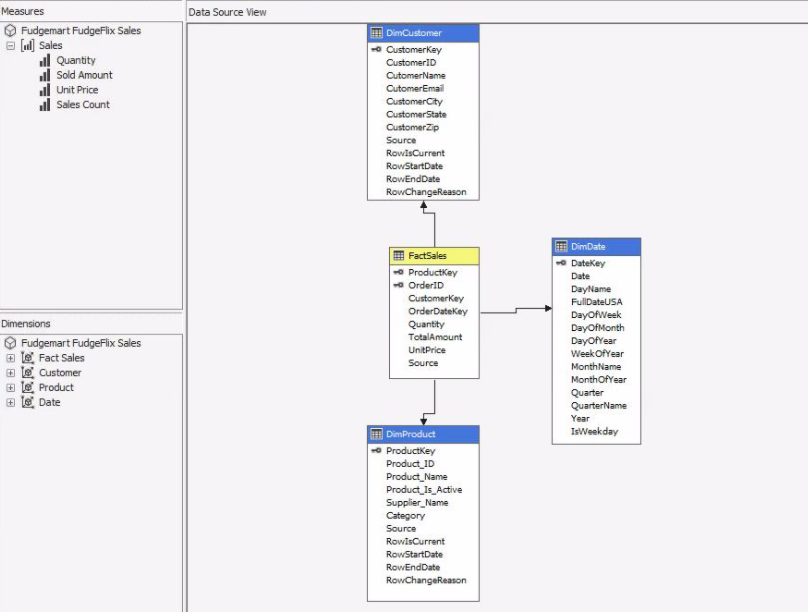 Measures
Fudgemart FudgeFlix Sales
Sales
Quantity
Sold Amount
Unit Price
Sales Count
Dimensions
Fudgemart FudgeFlix Sales
Fact Sales
Customer
Product
Date
Data Source View
DimCustomer
CustomerKey
CustomerID
CutomerName
CutomerEmail
CustomerCity
CustomerState
CustomerZip
Source
RowIsCurrent
RowStartDate
RowEndDate
RowChangeReason
FactSales
ProductKey
OrderID
CustomerKey
OrderDateKey
Quantity
TotalAmount
UnitPrice
Source
DimDate
DateKey
Date
DayName
FullDateUSA
DayOfWeek
DayOfMonth
DayOfYear
WeekOfYear
MonthName
MonthOfYear
Quarter
QuarterName
Year
IsWeekday
DimProduct
ProductKey
Product_ID
Product_Name
Product_Is_Active
Supplier_Name
Category
Source
RowIsCurrent
RowStartDate
RowEndDate
RowChangeReason